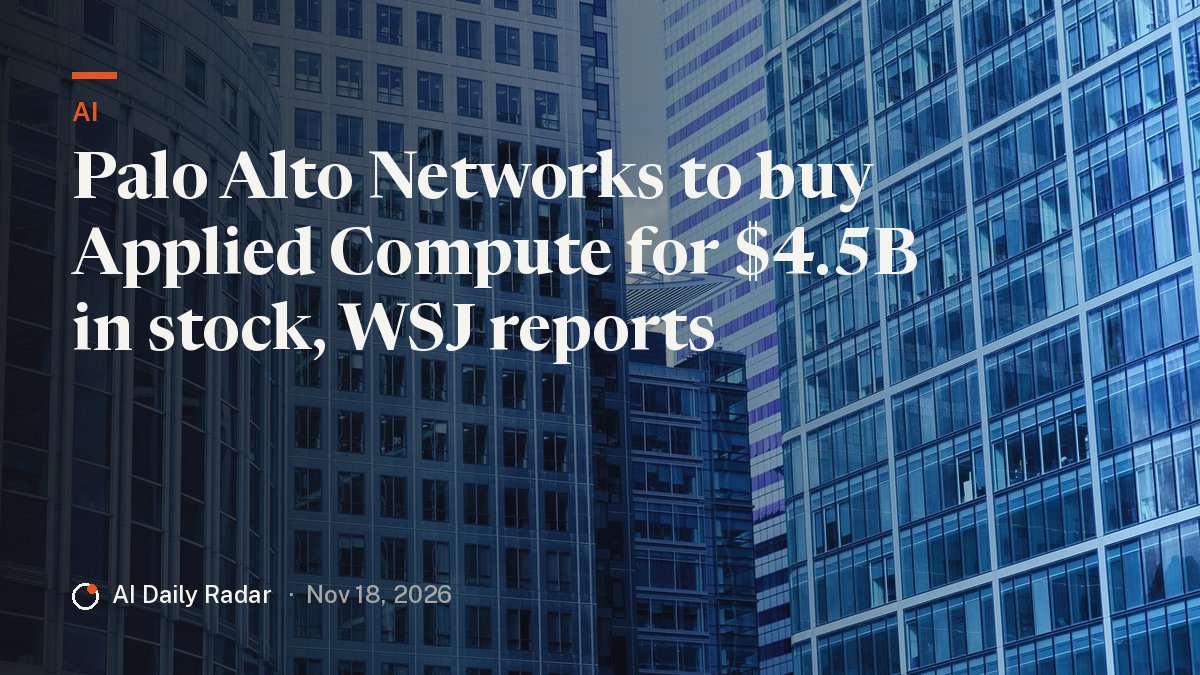 AI
Palo Alto Networks to buy
Applied Compute for $4.5B
in stock, WSJ reports
AI Daily Radar · Nov 18, 2026